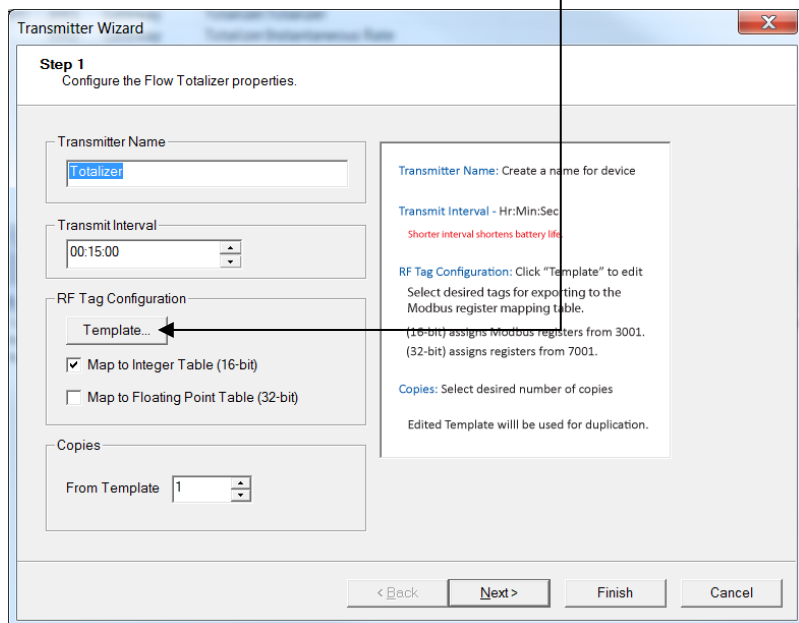 Totalizer Totalizer
Transmitter Wizard
Totalizer Instantaneous Rate
X
Step 1
Configure the Flow Totalizer properties.
Transmitter Name
Totalizer
Transmit Interval
00:15:00
RF Tag Configuration
Template...
Map to Integer Table (16-bit)
Map to Floating Point Table (32-bit)
Copies
From Template 1
Transmitter Name: Create a name for device
Transmit Interval - Hr:Min:Sec
Shorter interval shortens battery life.
RF Tag Configuration: Click "Template" to edit
Select desired tags for exporting to the
Modbus register mapping table.
(16-bit) assigns Modbus registers from 3001.
(32-bit) assigns registers from 7001.
Copies: Select desired number of copies
Edited Template willl be used for duplication.
< Back
Next >
Finish
Cancel